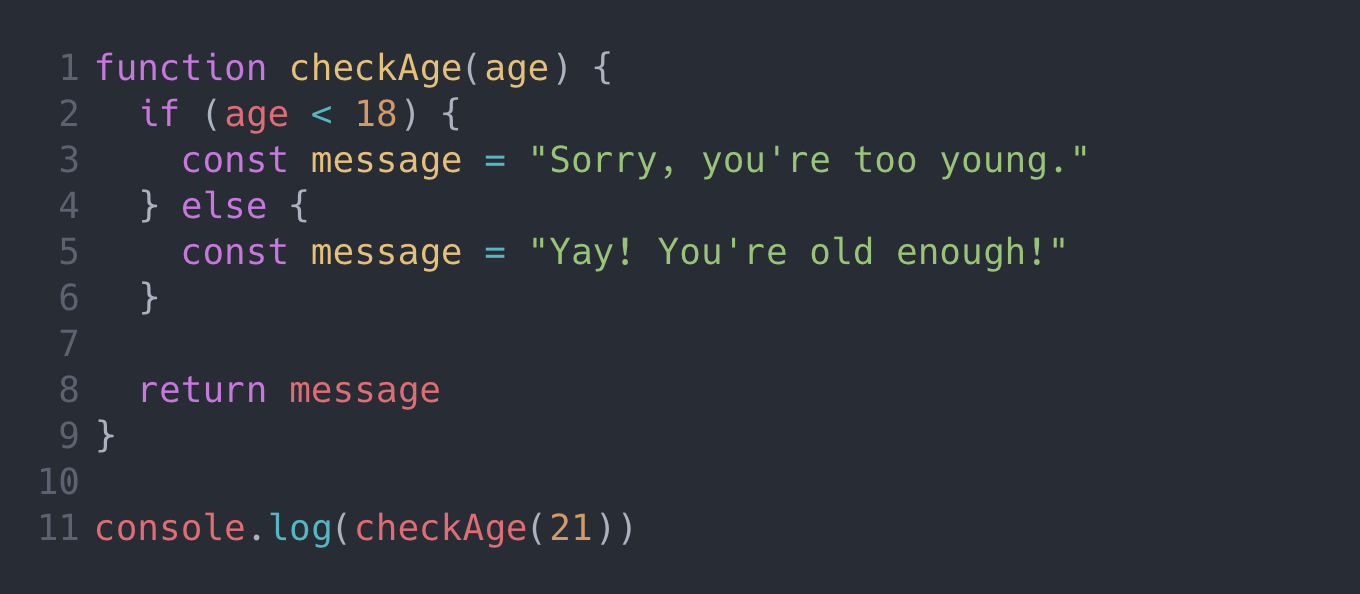 1 function checkAge(age) {
2   if (age < 18) {
3     const message = "Sorry, you're too young."
4   } else {
5     const message = "Yay! You're old enough!"
6   }
7
8   return message
9 }
10
11 console.log(checkAge(21))